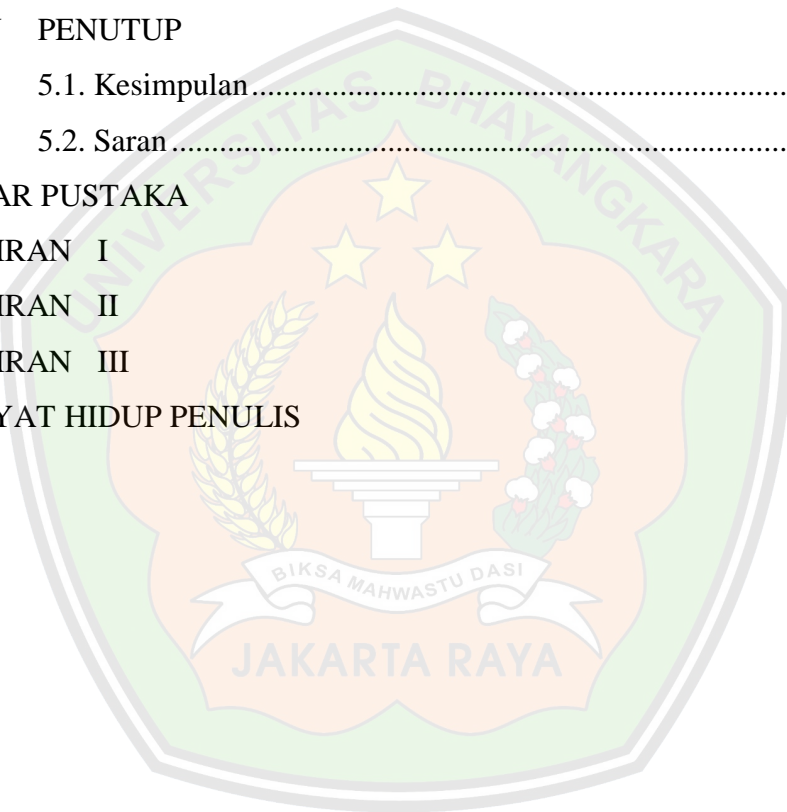 PENUTUP
5.1. Kesimpulan......................................................................
5.2. Saran................................................................................
AR PUSTAKA
IRAN I
IRAN II
IRAN III
YAT HIDUP PENULIS
UNIVERSITAS BHAYANGKARA
BIKSA MAHWASTU DASI
JAKARTA RAYA